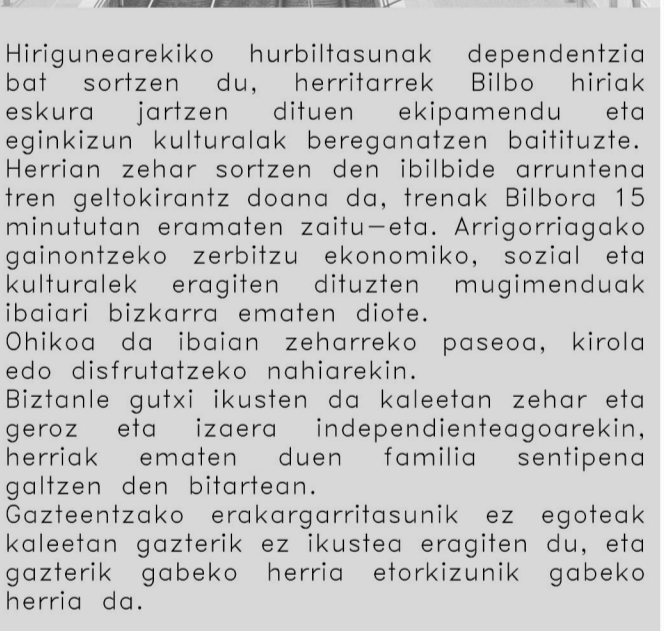 Hirigunearekiko hurbiltasunak dependentzia
bat sortzen du, herritarrek Bilbo hiriak
eskura jartzen dituen ekipamendu eta
eginkizun kulturalak bereganatzen baitituzte.
Herrian zehar sortzen den ibilbide arruntena
tren geltokirantz doana da, trenak Bilbora 15
minututan eramaten zaitu-eta. Arrigorriagako
gainontzeko zerbitzu ekonomiko, sozial eta
kulturalek eragiten dituzten mugimenduak
ibaiari bizkarra ematen diote.
Ohikoa da ibaian zeharreko paseoa, kirola
edo disfrutatzeko nahiarekin.
Biztanle gutxi ikusten da kaleetan zehar eta
geroz eta izaera independienteagoarekin,
herriak ematen duen familia sentipena
galtzen den bitartean.
Gazteentzako erakargarritasunik ez egoteak
kaleetan gazterik ez ikustea eragiten du, eta
gazterik gabeko herria etorkizunik gabeko
herria da.